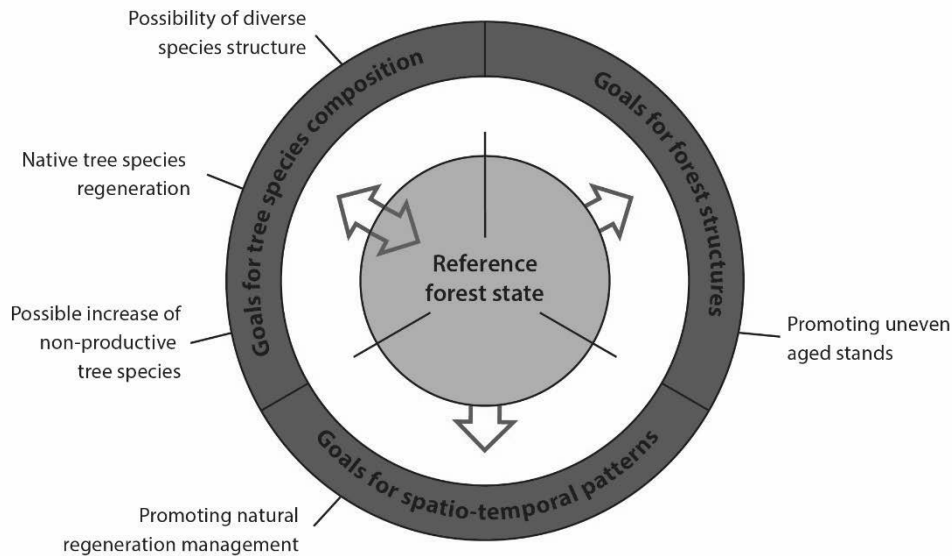 Possibility of diverse
species structure
Goals for tree species composition
Goals for forest structures
Native tree species
regeneration
Reference
forest state
Possible increase of
non-productive
tree species
Promoting uneven
aged stands
Goals for spatio-temporal patterns
Promoting natural
regeneration management